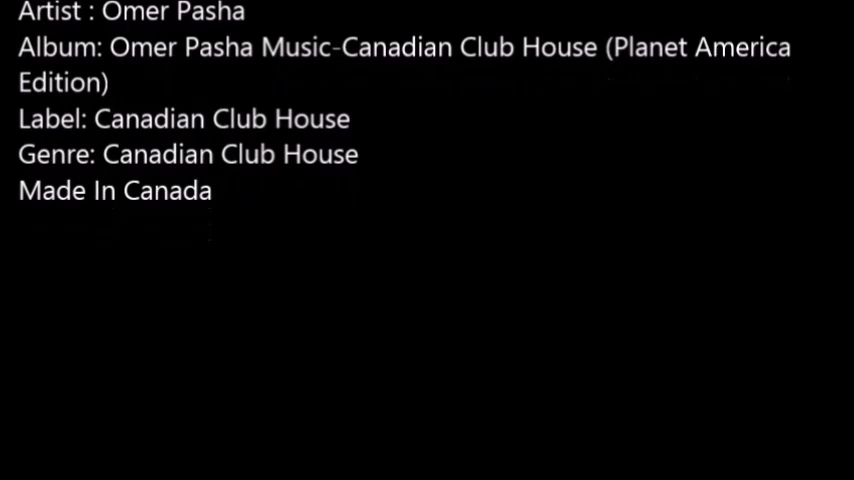 Artist : Omer Pasha
Album: Omer Pasha Music-Canadian Club House (Planet America
Edition)
Label: Canadian Club House
Genre: Canadian Club House
Made In Canada